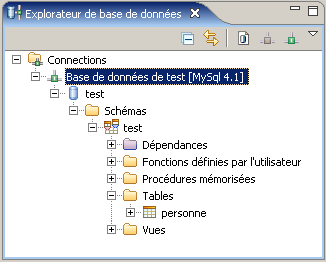 Explorateur de base de données
Connections
Base de données de test [MySql 4.1]
test
Schémas
test
Dépendances
Fonctions définies par l'utilisateur
Procédures mémorisées
Tables
personne
Vues